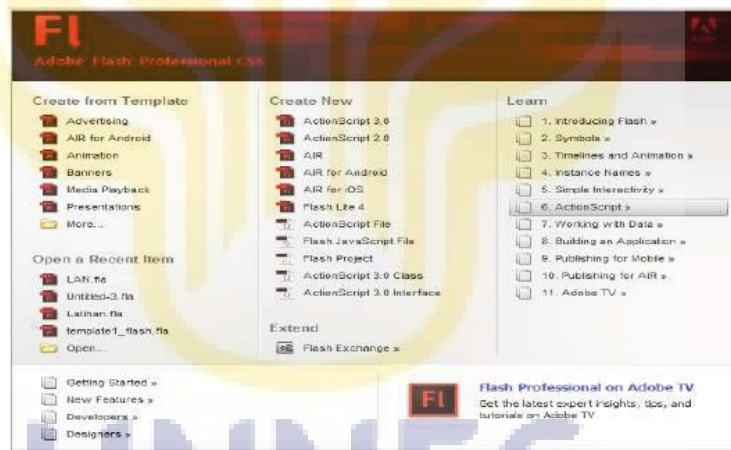 Fl
Adobe Flash Professional CS6
Adobe
Create from Template
Advertising
AIR for Android
Animation
Banners
Media Playback
Presentations
More...
Open a Recent Item
LAN.fla
Untitled-3.fla
Latihan.fla
template1_flash.fla
Open...
Create New
ActionScript 3.0
ActionScript 2.0
AIR
AIR for Android
AIR for iOS
Flash Lite 4
ActionScript File
Flash JavaScript File
Flash Project
ActionScript 3.0 Class
ActionScript 3.0 Interface
Extend
Flash Exchange »
Learn
1. Introducing Flash »
2. Symbols »
3. Timelines and Animation »
4. Instance Names »
5. Simple Interactivity »
6. ActionScript »
7. Working with Data »
8. Building an Application »
9. Publishing for Mobile »
10. Publishing for AIR »
11. Adobe TV »
Getting Started »
New Features »
Developers »
Designers »
Fl
Flash Professional on Adobe TV
Get the latest expert insights, tips, and
tutorials on Adobe TV
UNNES